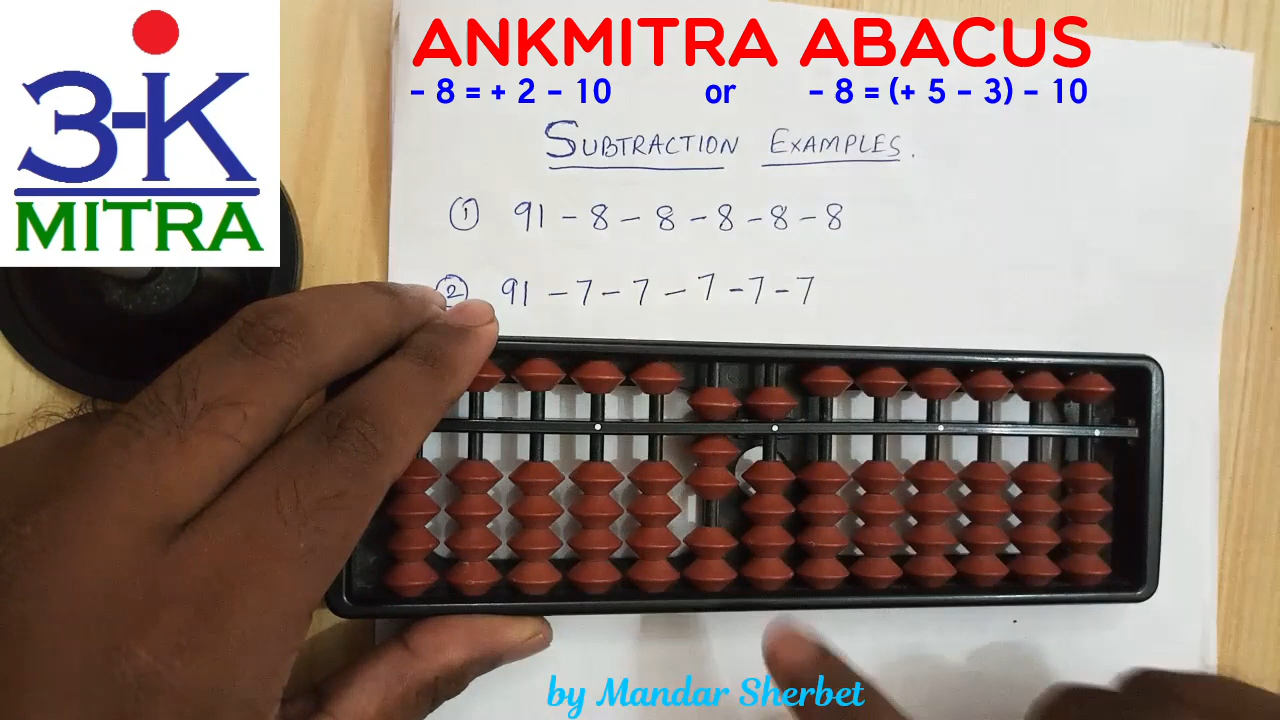 3-K
MITRA
ANKMITRA ABACUS
- 8 = + 2 - 10 or - 8 = (+ 5 - 3) - 10
SUBTRACTION EXAMPLES.
① 91 - 8 - 8 - 8 - 8 - 8
② 91 - 7 - 7 - 7 - 7 - 7
by Mandar Sherbet